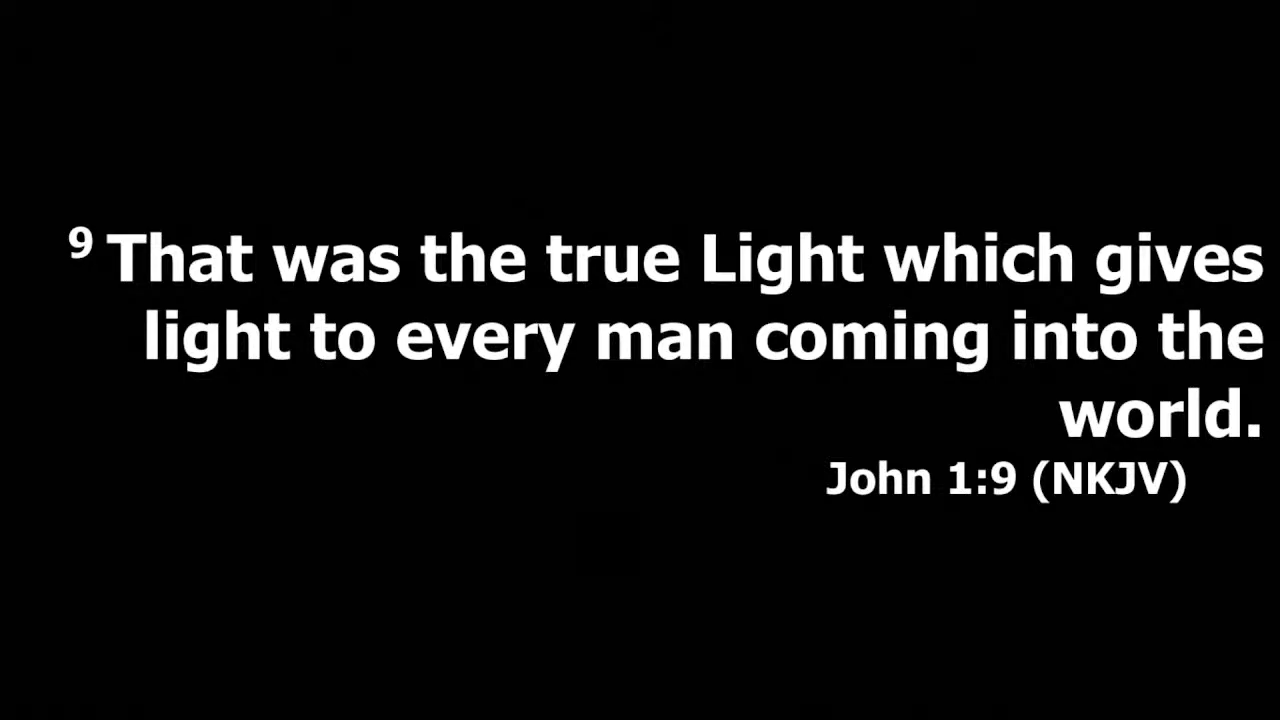 9 That was the true Light which gives
light to every man coming into the
world.
John 1:9 (NKJV)